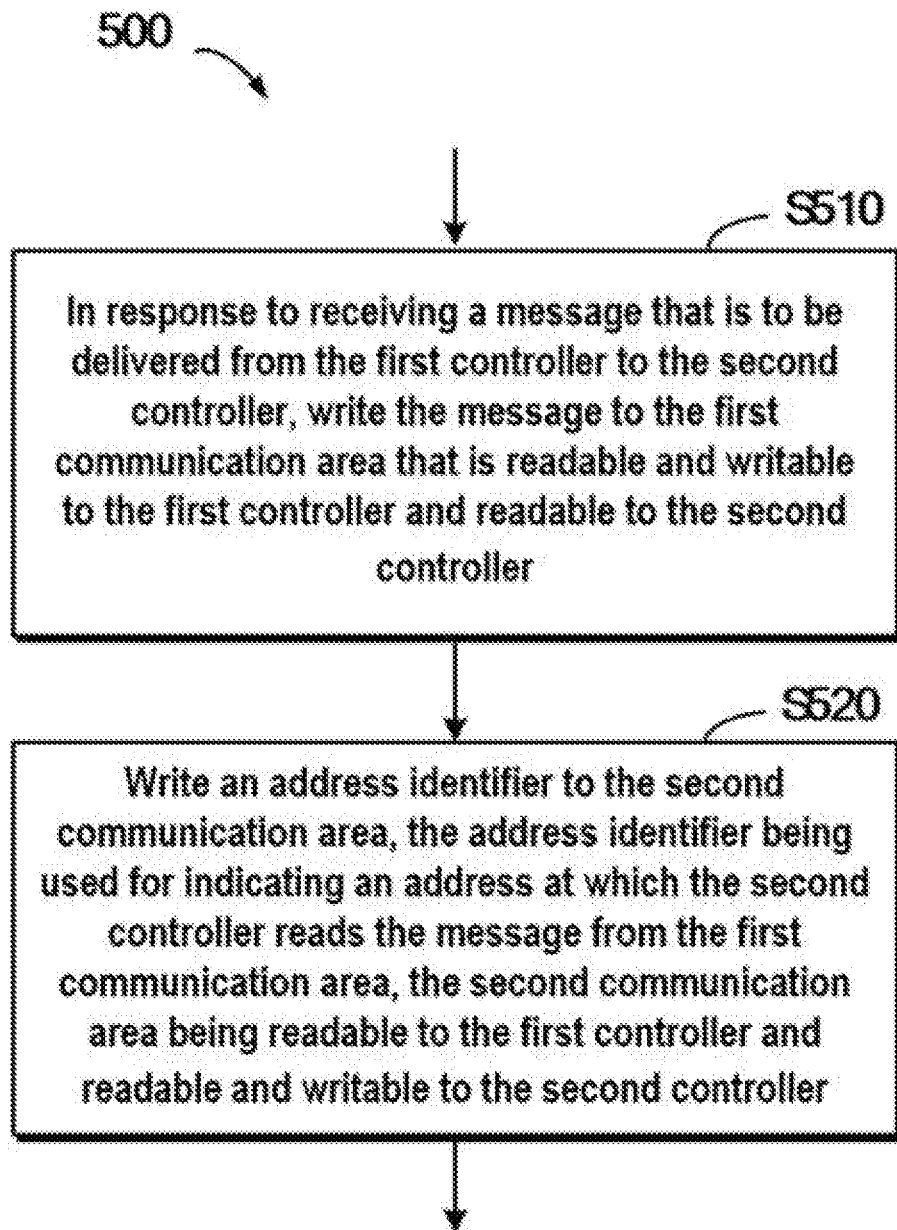 500
S510
In response to receiving a message that is to be
delivered from the first controller to the second
controller, write the message to the first
communication area that is readable and writable
to the first controller and readable to the second
controller
S520
Write an address identifier to the second
communication area, the address identifier being
used for indicating an address at which the second
controller reads the message from the first
communication area, the second communication
area being readable to the first controller and
readable and writable to the second controller